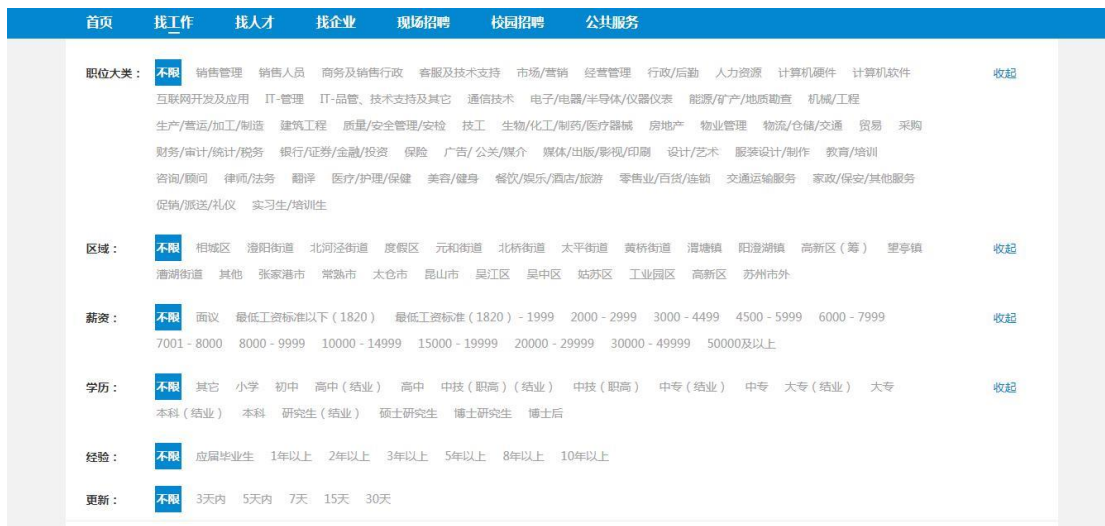 首页 找工作 找人才 找企业 现场招聘 校园招聘 公共服务
职位大类： 不限 销售管理 销售人员 商务及销售行政 客服及技术支持 市场/营销 经营管理 行政/后勤 人力资源 计算机硬件 计算机软件 收起
互联网开发及应用 IT-管理 IT-品管、技术支持及其它 通信技术 电子/电器/半导体/仪器仪表 能源/矿产/地质勘查 机械/工程
生产/营运/加工/制造 建筑工程 质量/安全管理/安检 技工 生物/化工/制药/医疗器械 房地产 物业管理 物流/仓储/交通 贸易 采购
财务/审计/统计/税务 银行/证券/金融/投资 保险 广告/ 公关/媒介 媒体/出版/影视/印刷 设计/艺术 服装设计/制作 教育/培训
咨询/顾问 律师/法务 翻译 医疗/护理/保健 美容/健身 餐饮/娱乐/酒店/旅游 零售业/百货/连锁 交通运输服务 家政/保安/其他服务
促销/派送/礼仪 实习生/培训生
区域： 不限 相城区 澄阳街道 北河泾街道 度假区 元和街道 北桥街道 太平街道 黄桥街道 渭塘镇 阳澄湖镇 高新区（筹） 望亭镇 收起
漕湖街道 其他 张家港市 常熟市 太仓市 昆山市 吴江区 吴中区 姑苏区 工业园区 高新区 苏州市外
薪资： 不限 面议 最低工资标准以下（1820） 最低工资标准（1820）- 1999 2000 - 2999 3000 - 4499 4500 - 5999 6000 - 7999 收起
7001 - 8000 8000 - 9999 10000 - 14999 15000 - 19999 20000 - 29999 30000 - 49999 50000及以上
学历： 不限 其它 小学 初中 高中（结业） 高中 中技（职高）（结业） 中技（职高） 中专（结业） 中专 大专（结业） 大专 收起
本科（结业） 本科 研究生（结业） 硕士研究生 博士研究生 博士后
经验： 不限 应届毕业生 1年以上 2年以上 3年以上 5年以上 8年以上 10年以上
更新： 不限 3天内 5天内 7天 15天 30天